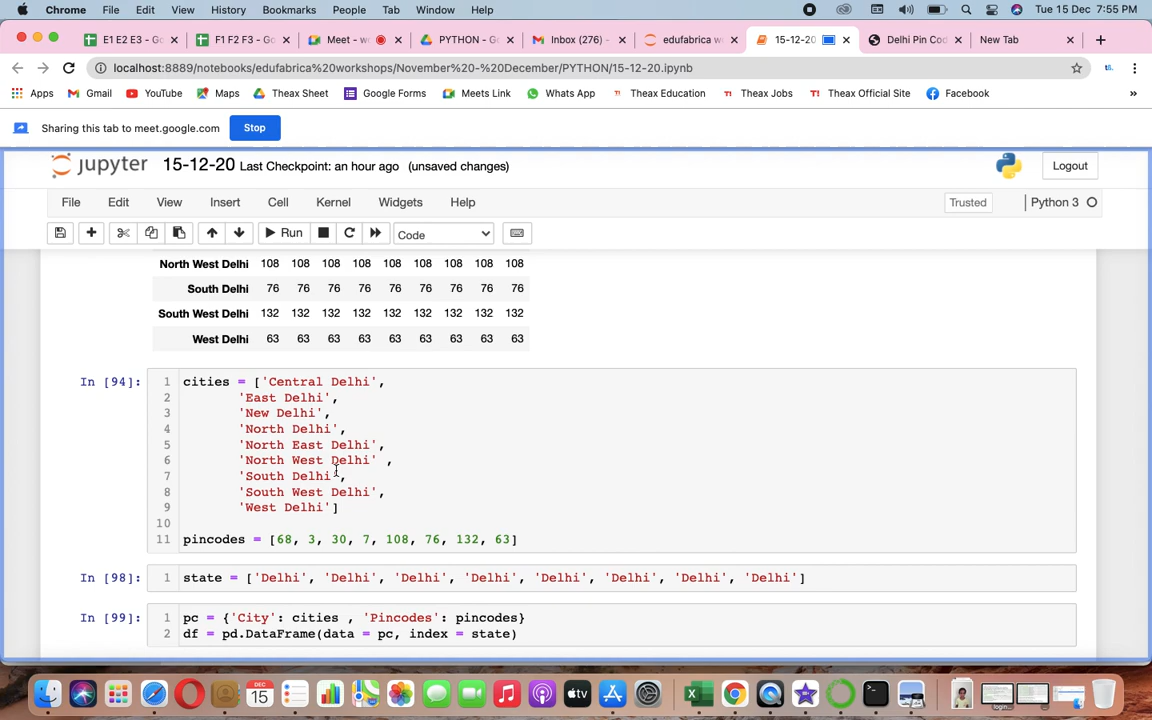 Chrome File Edit View History Bookmarks People Tab Window Help Tue 15 Dec 7:55 PM
E1 E2 E3 - Go F1 F2 F3 - Go Meet - w PYTHON - Go Inbox (276) - edufabrica w 15-12-20 Delhi Pin Cod New Tab
localhost:8889/notebooks/edufabrica%20workshops/November%20-%20December/PYTHON/15-12-20.ipynb
Apps Gmail YouTube Maps Theax Sheet Google Forms Meets Link Whats App Theax Education Theax Jobs Theax Official Site Facebook »
Sharing this tab to meet.google.com Stop
jupyter 15-12-20 Last Checkpoint: an hour ago (unsaved changes) Logout
File Edit View Insert Cell Kernel Widgets Help Trusted Python 3
Run Code
North West Delhi 108 108 108 108 108 108 108 108 108
South Delhi 76 76 76 76 76 76 76 76 76
South West Delhi 132 132 132 132 132 132 132 132 132
West Delhi 63 63 63 63 63 63 63 63 63
In [94]: 1 cities = ['Central Delhi',
2 'East Delhi',
3 'New Delhi',
4 'North Delhi',
5 'North East Delhi',
6 'North West Delhi' ,
7 'South Delhi',
8 'South West Delhi',
9 'West Delhi']
10
11 pincodes = [68, 3, 30, 7, 108, 76, 132, 63]
In [98]: 1 state = ['Delhi', 'Delhi', 'Delhi', 'Delhi', 'Delhi', 'Delhi', 'Delhi', 'Delhi']
In [99]: 1 pc = {'City': cities , 'Pincodes': pincodes}
2 df = pd.DataFrame(data = pc, index = state)
DEC
15
tv